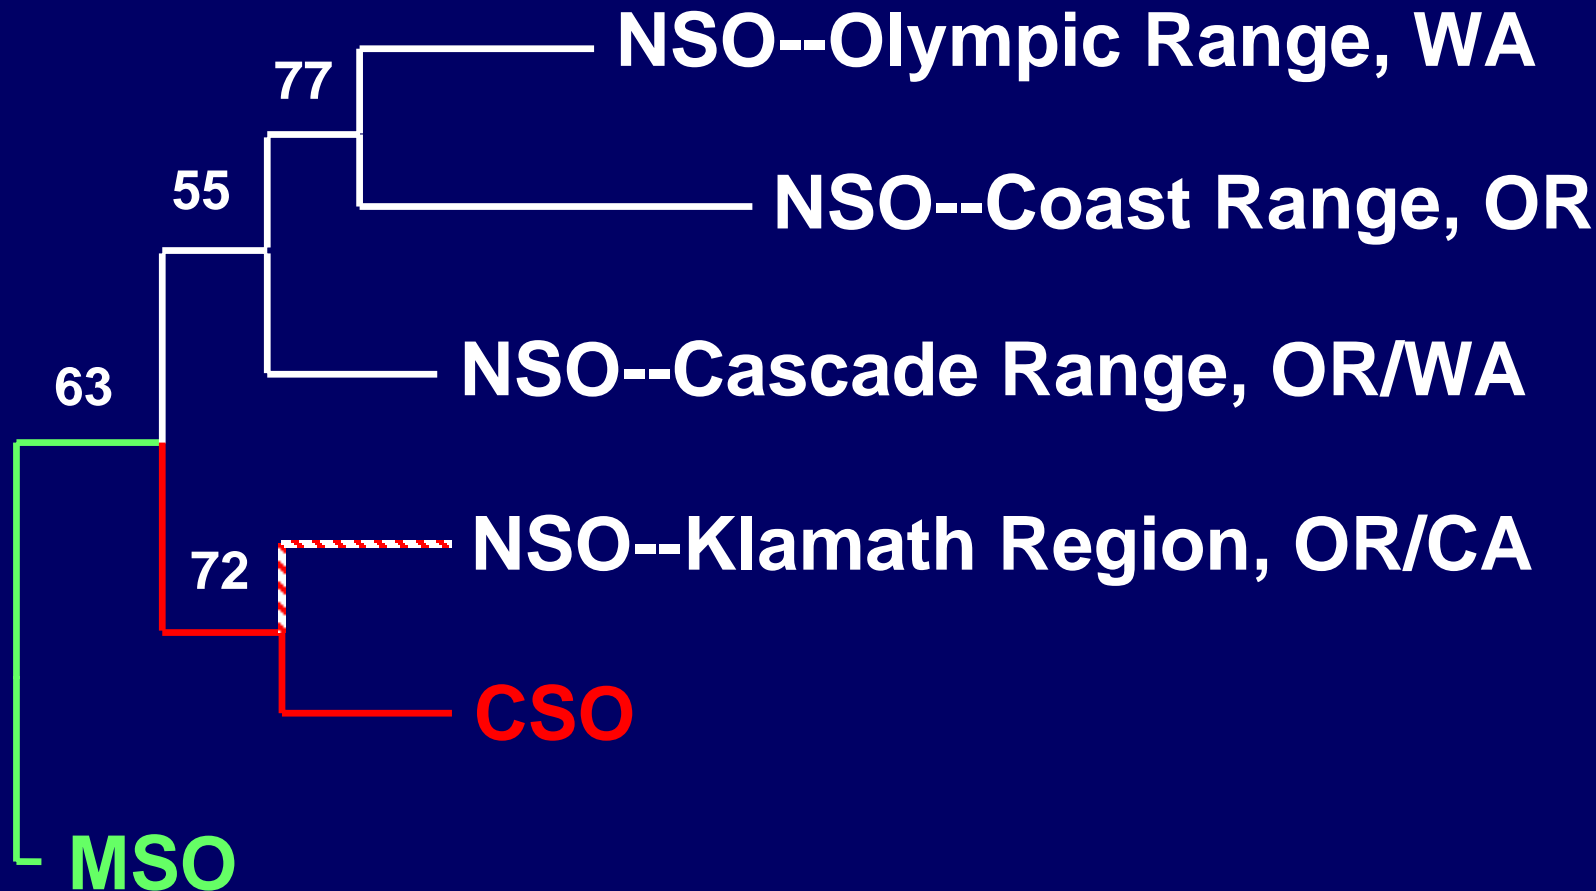 NSO--Olympic Range, WA
77
55
NSO--Coast Range, OR
63
NSO--Cascade Range, OR/WA
72
NSO--Klamath Region, OR/CA
CSO
MSO